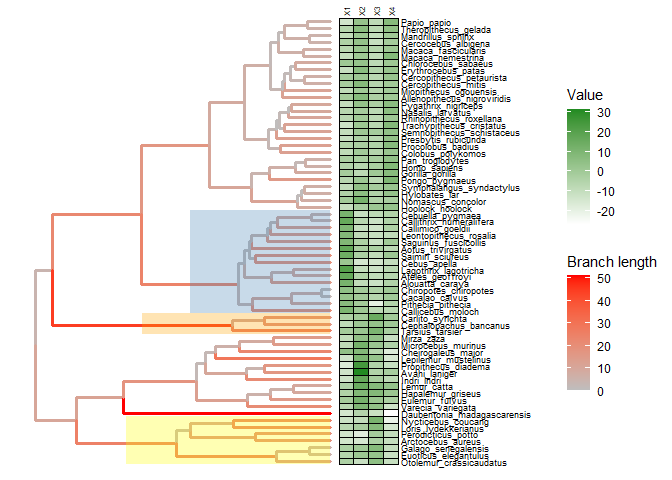 X1 X2 X3 X4
Papio_papio
Theropithecus_gelada
Mandrillus_sphinx
Cercocebus_albigena
Macaca_fascicularis
Macaca_nemestrina
Chlorocebus_sabaeus
Erythrocebus_patas
Cercopithecus_petaurista
Cercopithecus_mitis
Miopithecus_ogouensis
Allenopithecus_nigroviridis
Pygathrix_nigripes
Nasalis_larvatus
Rhinopithecus_roxellana
Trachypithecus_cristatus
Semnopithecus_schistaceus
Presbytis_rubicunda
Procolobus_badius
Colobus_polykomos
Pan_troglodytes
Homo_sapiens
Gorilla_gorilla
Pongo_pygmaeus
Symphalangus_syndactylus
Hylobates_lar
Nomascus_concolor
Hoolock_hoolock
Cebuella_pygmaea
Callithrix_humeralifera
Callimico_goeldii
Leontopithecus_rosalia
Saguinus_fuscicollis
Aotus_trivirgatus
Saimiri_sciureus
Cebus_apella
Lagothrix_lagotricha
Ateles_geoffroyi
Alouatta_caraya
Chiropotes_chiropotes
Cacajao_calvus
Pithecia_pithecia
Callicebus_moloch
Carlito_syrichta
Cephalopachus_bancanus
Tarsius_tarsier
Mirza_zaza
Microcebus_murinus
Cheirogaleus_major
Lepilemur_mustelinus
Propithecus_diadema
Avahi_laniger
Indri_indri
Lemur_catta
Hapalemur_griseus
Eulemur_fulvus
Varecia_variegata
Daubentonia_madagascarensis
Nycticebus_coucang
Loris_lydekkerianus
Perodicticus_potto
Arctocebus_aureus
Galago_senegalensis
Euoticus_elegantulus
Otolemur_crassicaudatus
Value
30
20
10
0
-10
-20
Branch length
50
40
30
20
10
0